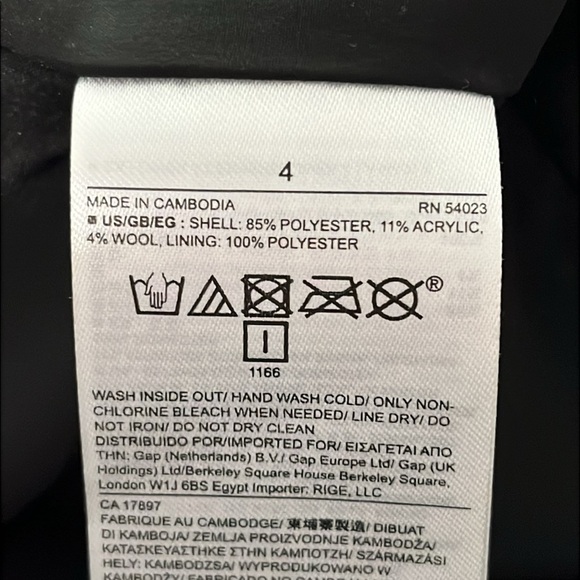 4
MADE IN CAMBODIA RN 54023
US/GB/EG : SHELL: 85% POLYESTER, 11% ACRYLIC,
4% WOOL, LINING: 100% POLYESTER
®
1166
WASH INSIDE OUT/ HAND WASH COLD/ ONLY NON-
CHLORINE BLEACH WHEN NEEDED/ LINE DRY/ DO
NOT IRON/ DO NOT DRY CLEAN
DISTRIBUIDO POR/IMPORTED FOR/ ΕΙΣΑΓΕΤΑΙ ΑΠΟ
ΤΗΝ: Gap (Netherlands) B.V./ Gap Europe Ltd/ Gap (UK
Holdings) Ltd/Berkeley Square House Berkeley Square,
London W1J 6BS Egypt Importer: RIGE, LLC
CA 17897
FABRIQUE AU CAMBODGE/ 柬埔寨製造/ DIBUAT
DI KAMBOJA/ ZEMLJA PROIZVODNJE KAMBODŽA/
ΚΑΤΑΣΚΕΥΑΣΤΗΚΕ ΣΤΗΝ ΚΑΜΠΟΤΖΗ/ SZÁRMAZÁSI
HELY: KAMBODZSA/ WYPRODUKOWANO W